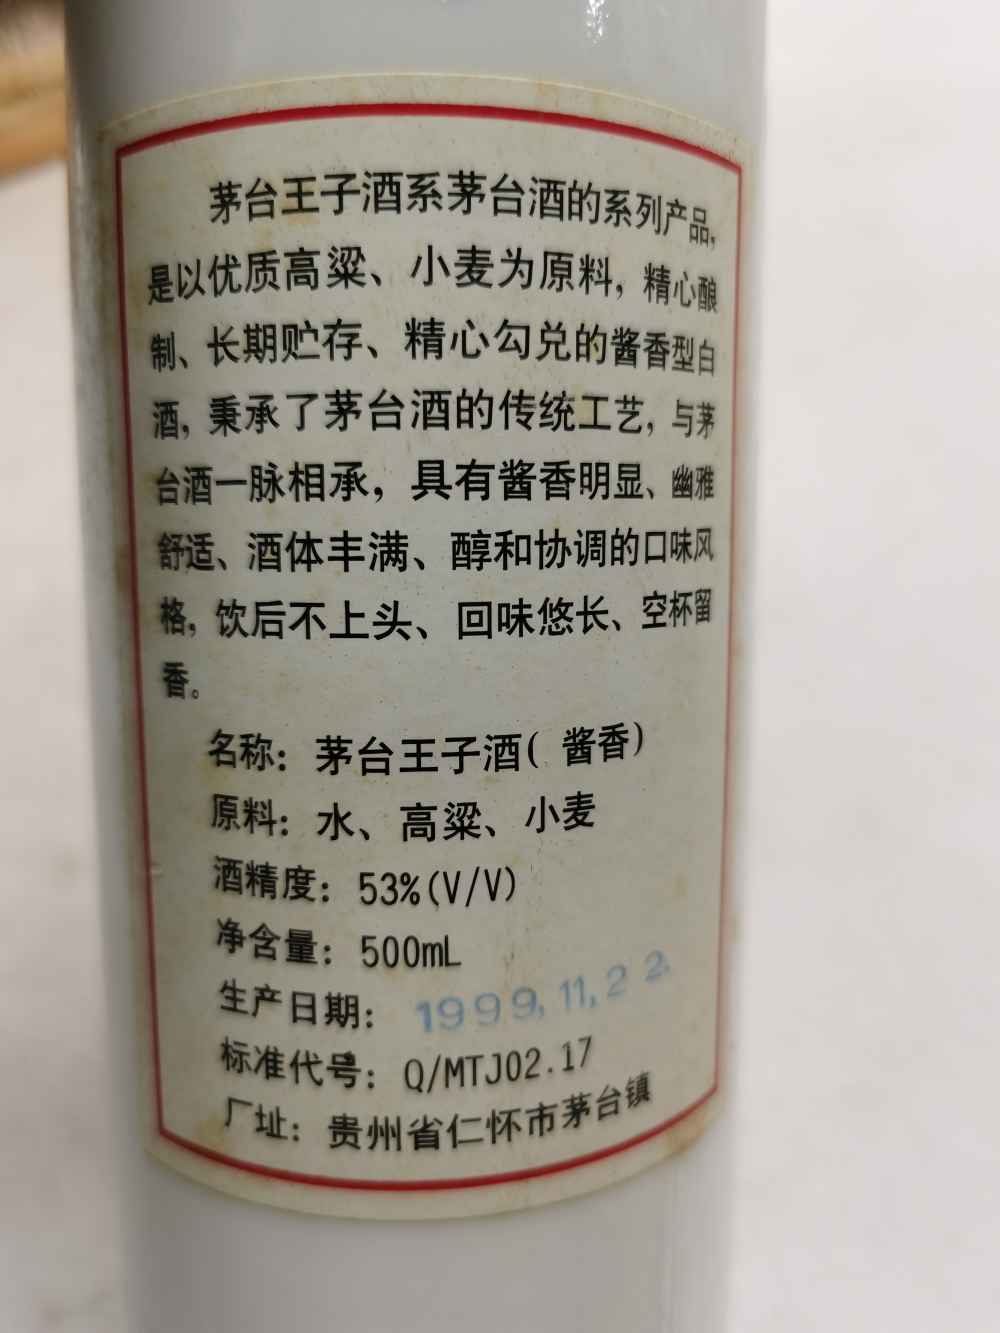 茅台王子酒系茅台酒的系列产品，
是以优质高粱、小麦为原料，精心酿
制、长期贮存、精心勾兑的酱香型白
酒，秉承了茅台酒的传统工艺，与茅
台酒一脉相承，具有酱香明显、幽雅
舒适、酒体丰满、醇和协调的口味风
格，饮后不上头、回味悠长、空杯留
香。
名称：茅台王子酒( 酱香)
原料：水、高粱、小麦
酒精度：53%(V/V)
净含量：500mL
生产日期：1999,11,22.
标准代号：Q/MTJ02.17
厂址：贵州省仁怀市茅台镇